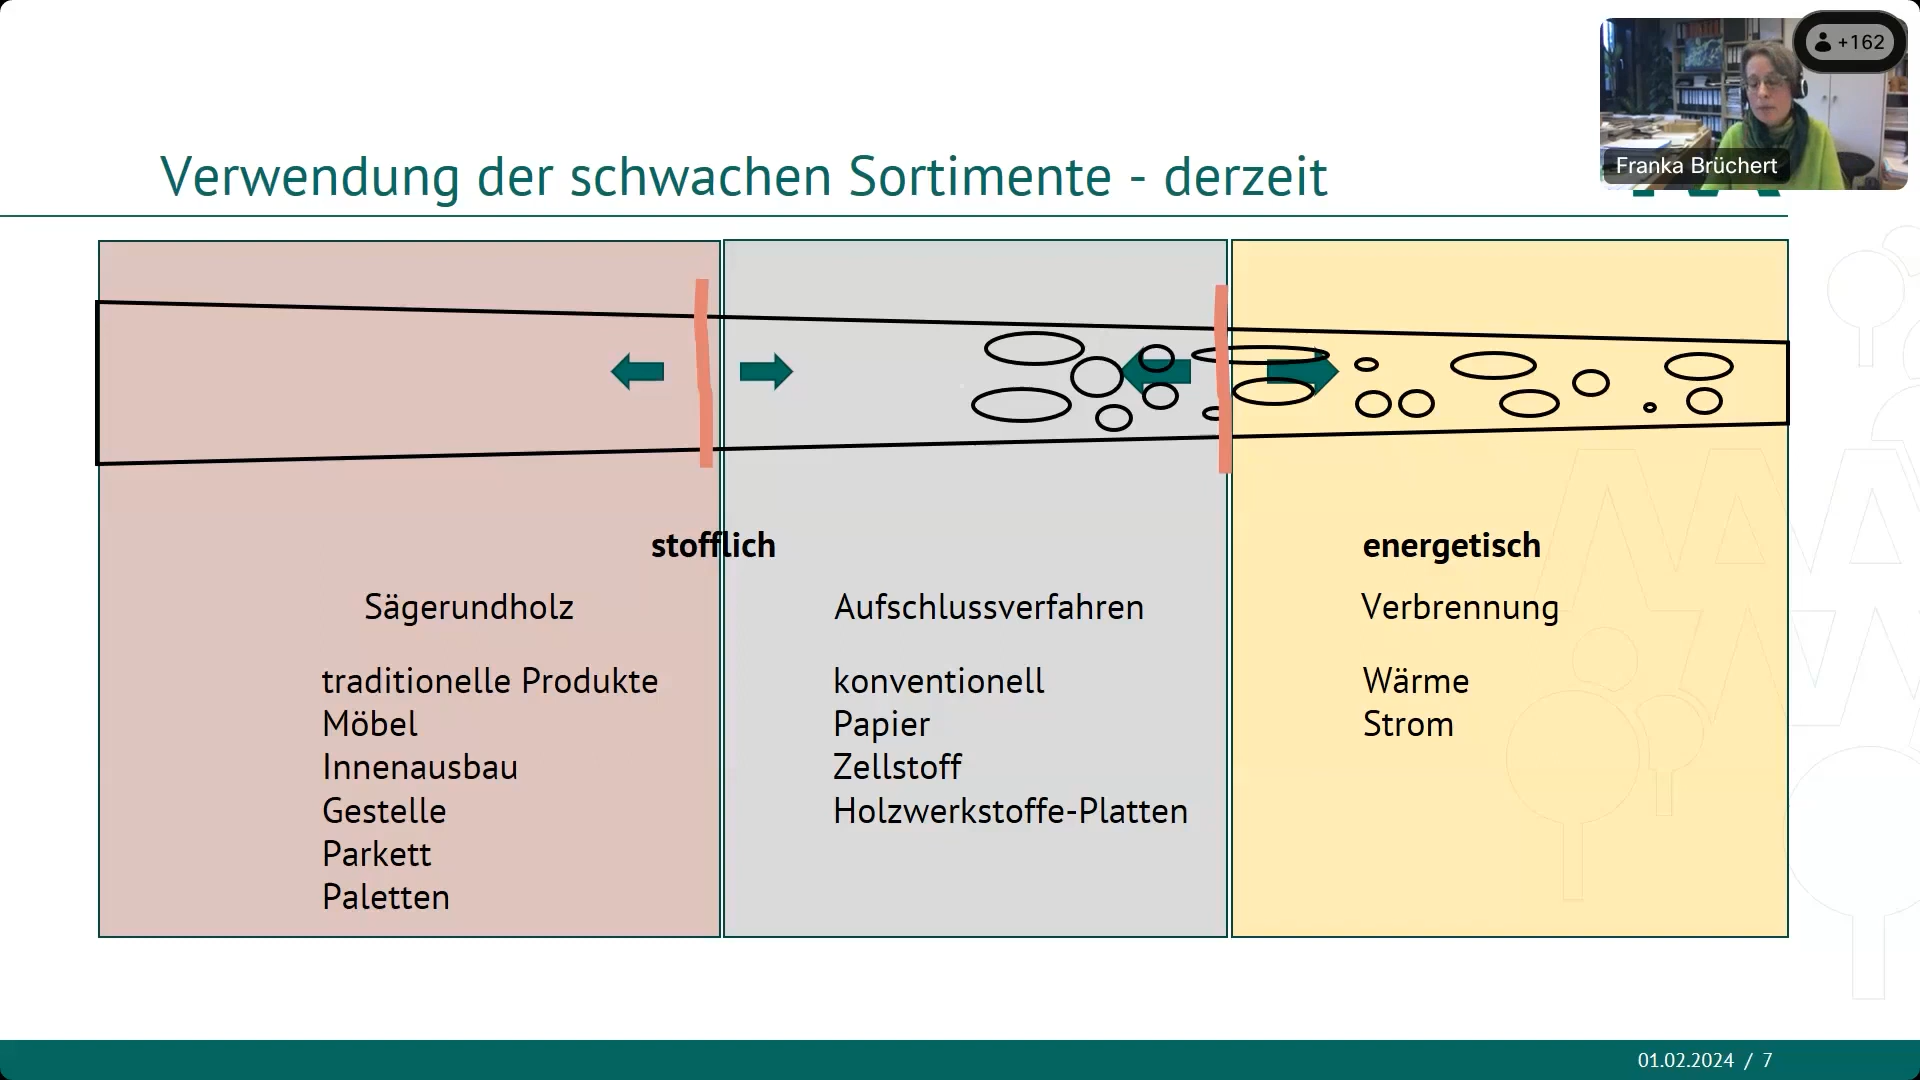 +162
Franka Brüchert
Verwendung der schwachen Sortimente - derzeit
stofflich
energetisch
Sägerundholz
Aufschlussverfahren
Verbrennung
traditionelle Produkte
Möbel
Innenausbau
Gestelle
Parkett
Paletten
konventionell
Papier
Zellstoff
Holzwerkstoffe-Platten
Wärme
Strom
01.02.2024 / 7